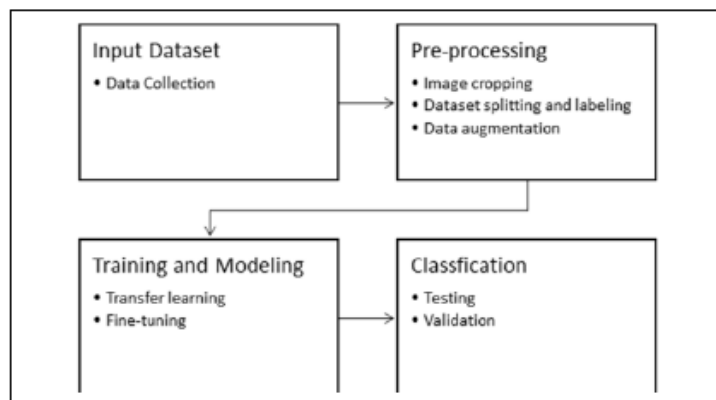 Input Dataset
• Data Collection
Pre-processing
• Image cropping
• Dataset splitting and labeling
• Data augmentation
Training and Modeling
• Transfer learning
• Fine-tuning
Classfication
• Testing
• Validation